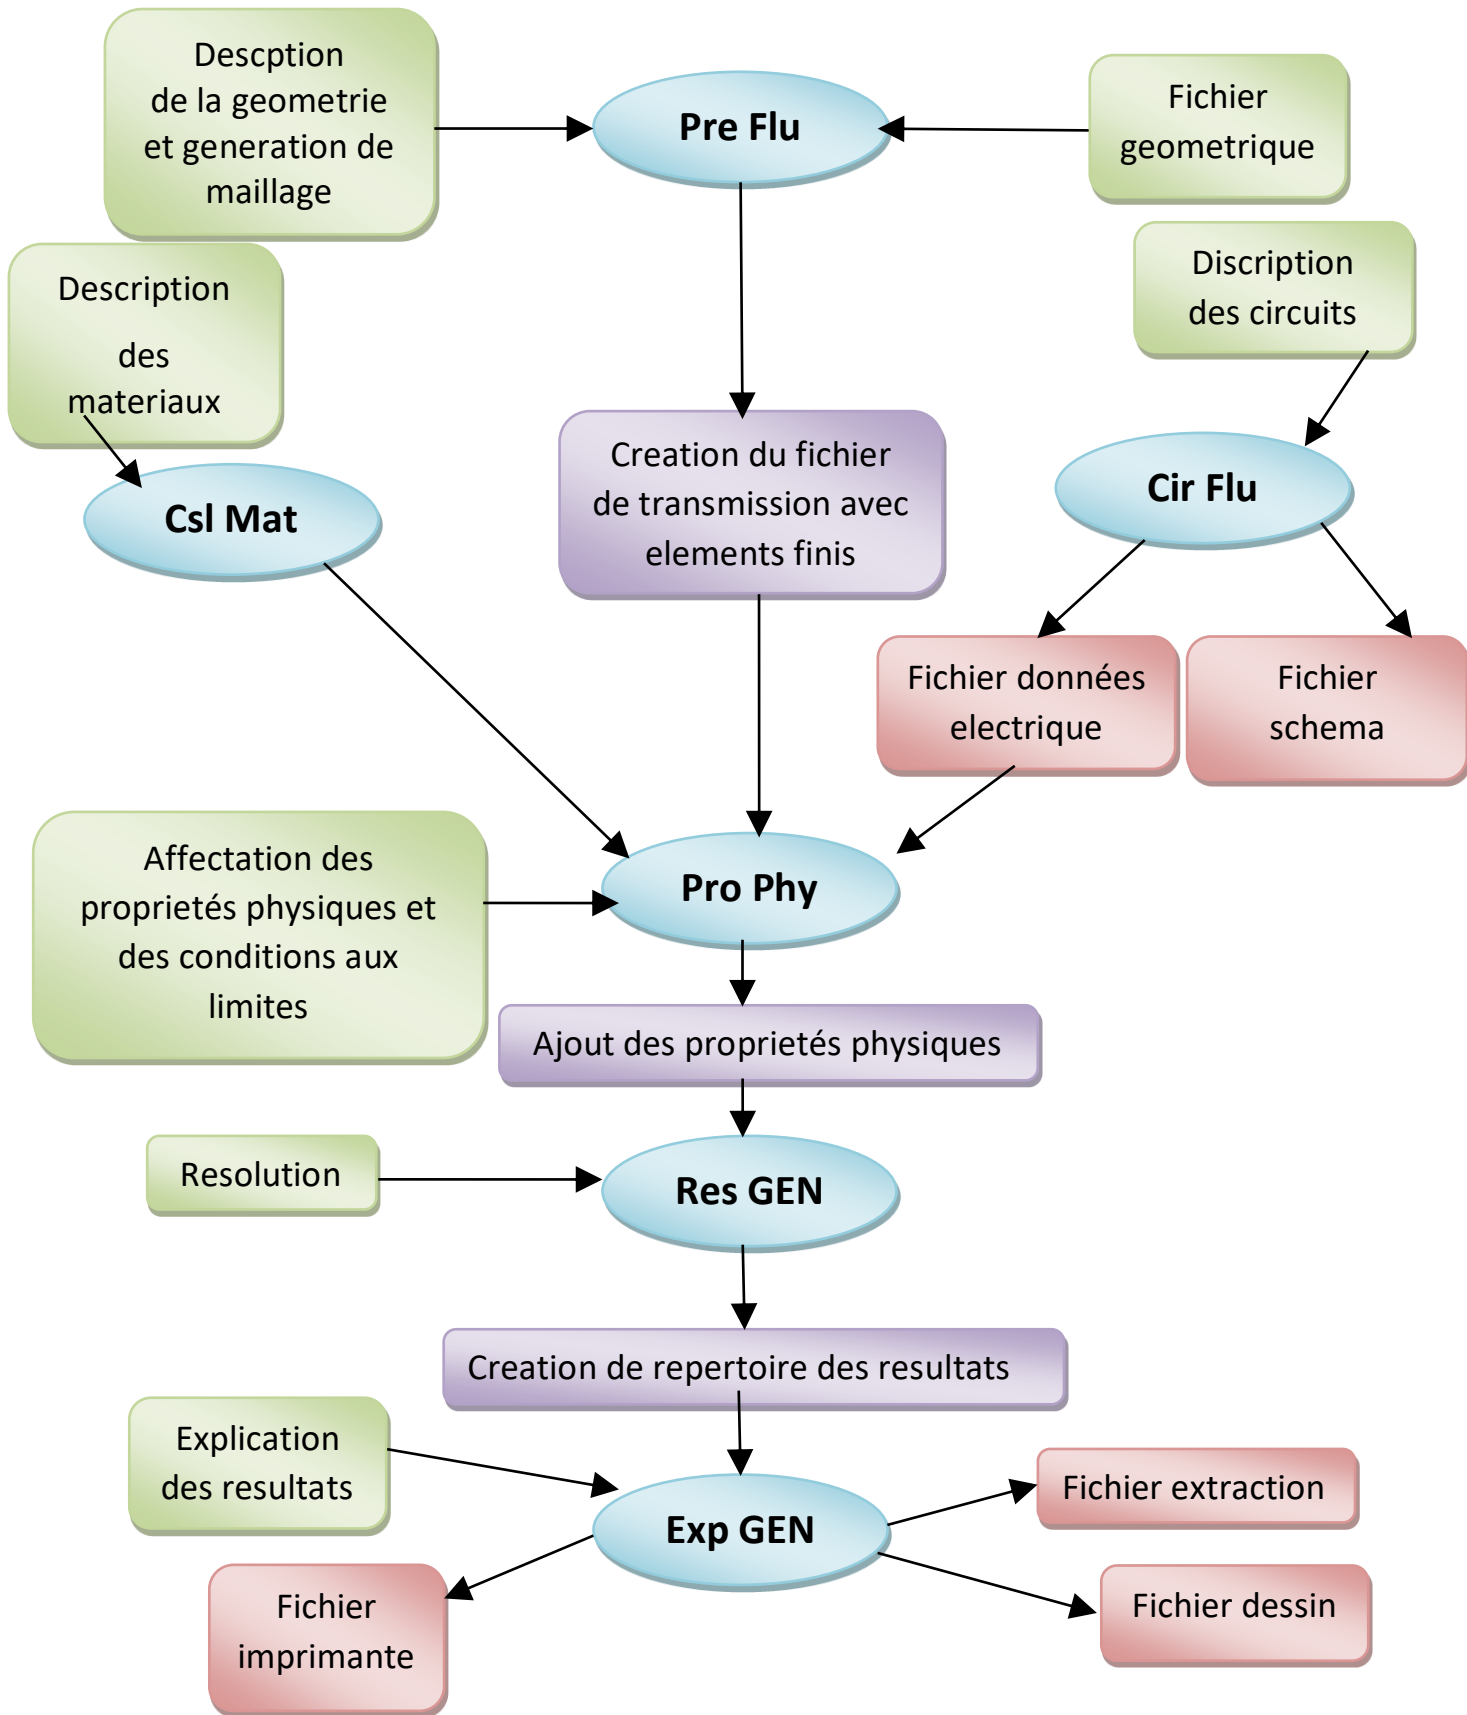 Descption
de la geometrie
et generation de
maillage
Pre Flu
Fichier
geometrique
Description
des
materiaux
Discription
des circuits
Csl Mat
Creation du fichier
de transmission avec
elements finis
Cir Flu
Fichier données
electrique
Fichier
schema
Affectation des
proprietés physiques et
des conditions aux
limites
Pro Phy
Ajout des proprietés physiques
Resolution
Res GEN
Creation de repertoire des resultats
Explication
des resultats
Exp GEN
Fichier extraction
Fichier
imprimante
Fichier dessin